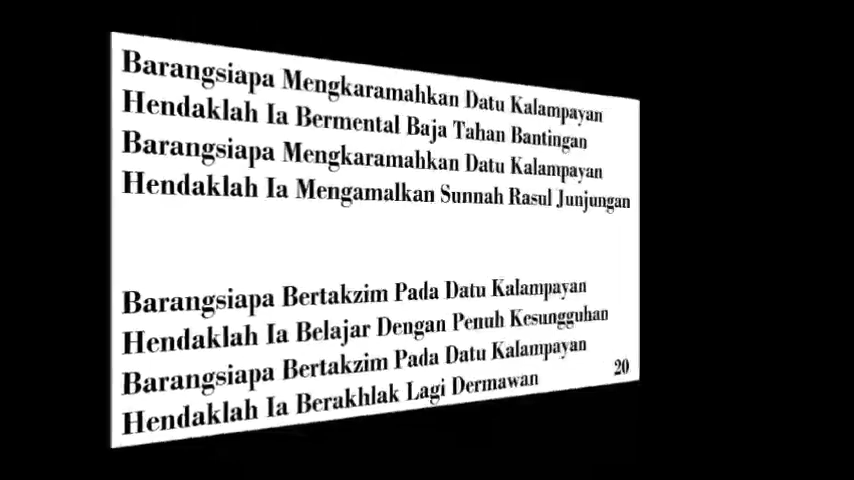 Barangsiapa Mengkaramahkan Datu Kalampayan
Hendaklah Ia Bermental Baja Tahan Bantingan
Barangsiapa Mengkaramahkan Datu Kalampayan
Hendaklah Ia Mengamalkan Sunnah Rasul Junjungan
Barangsiapa Bertakzim Pada Datu Kalampayan
Hendaklah Ia Belajar Dengan Penuh Kesungguhan
Barangsiapa Bertakzim Pada Datu Kalampayan
Hendaklah Ia Berakhlak Lagi Dermawan
20